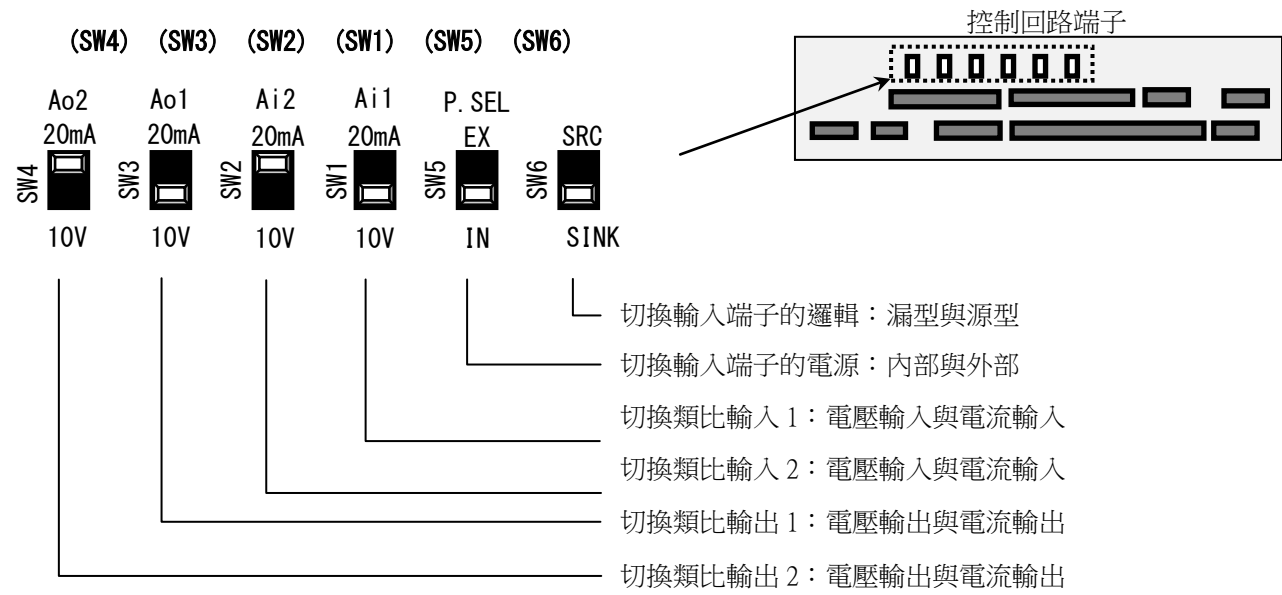 控制回路端子
(SW4) (SW3) (SW2) (SW1) (SW5) (SW6)
Ao2 Ao1 Ai2 Ai1 P.SEL
20mA 20mA 20mA 20mA EX SRC
SW4 SW3 SW2 SW1 SW5 SW6
10V 10V 10V 10V IN SINK
切換輸入端子的邏輯：漏型與源型
切換輸入端子的電源：內部與外部
切換類比輸入 1：電壓輸入與電流輸入
切換類比輸入 2：電壓輸入與電流輸入
切換類比輸出 1：電壓輸出與電流輸出
切換類比輸出 2：電壓輸出與電流輸出